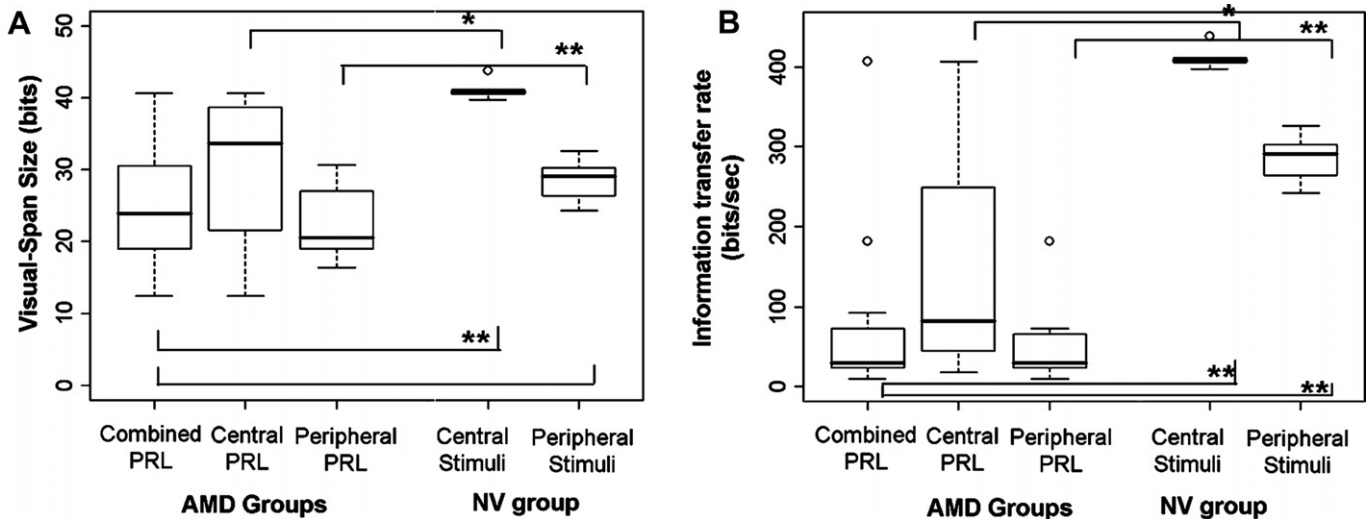 A
Visual-Span Size (bits)
50
40
30
20
10
0
*
**
**
Combined PRL
Central PRL
Peripheral PRL
Central Stimuli
Peripheral Stimuli
AMD Groups
NV group
B
Information transfer rate
(bits/sec)
400
300
200
100
0
*
**
**
**
Combined PRL
Central PRL
Peripheral PRL
Central Stimuli
Peripheral Stimuli
AMD Groups
NV group